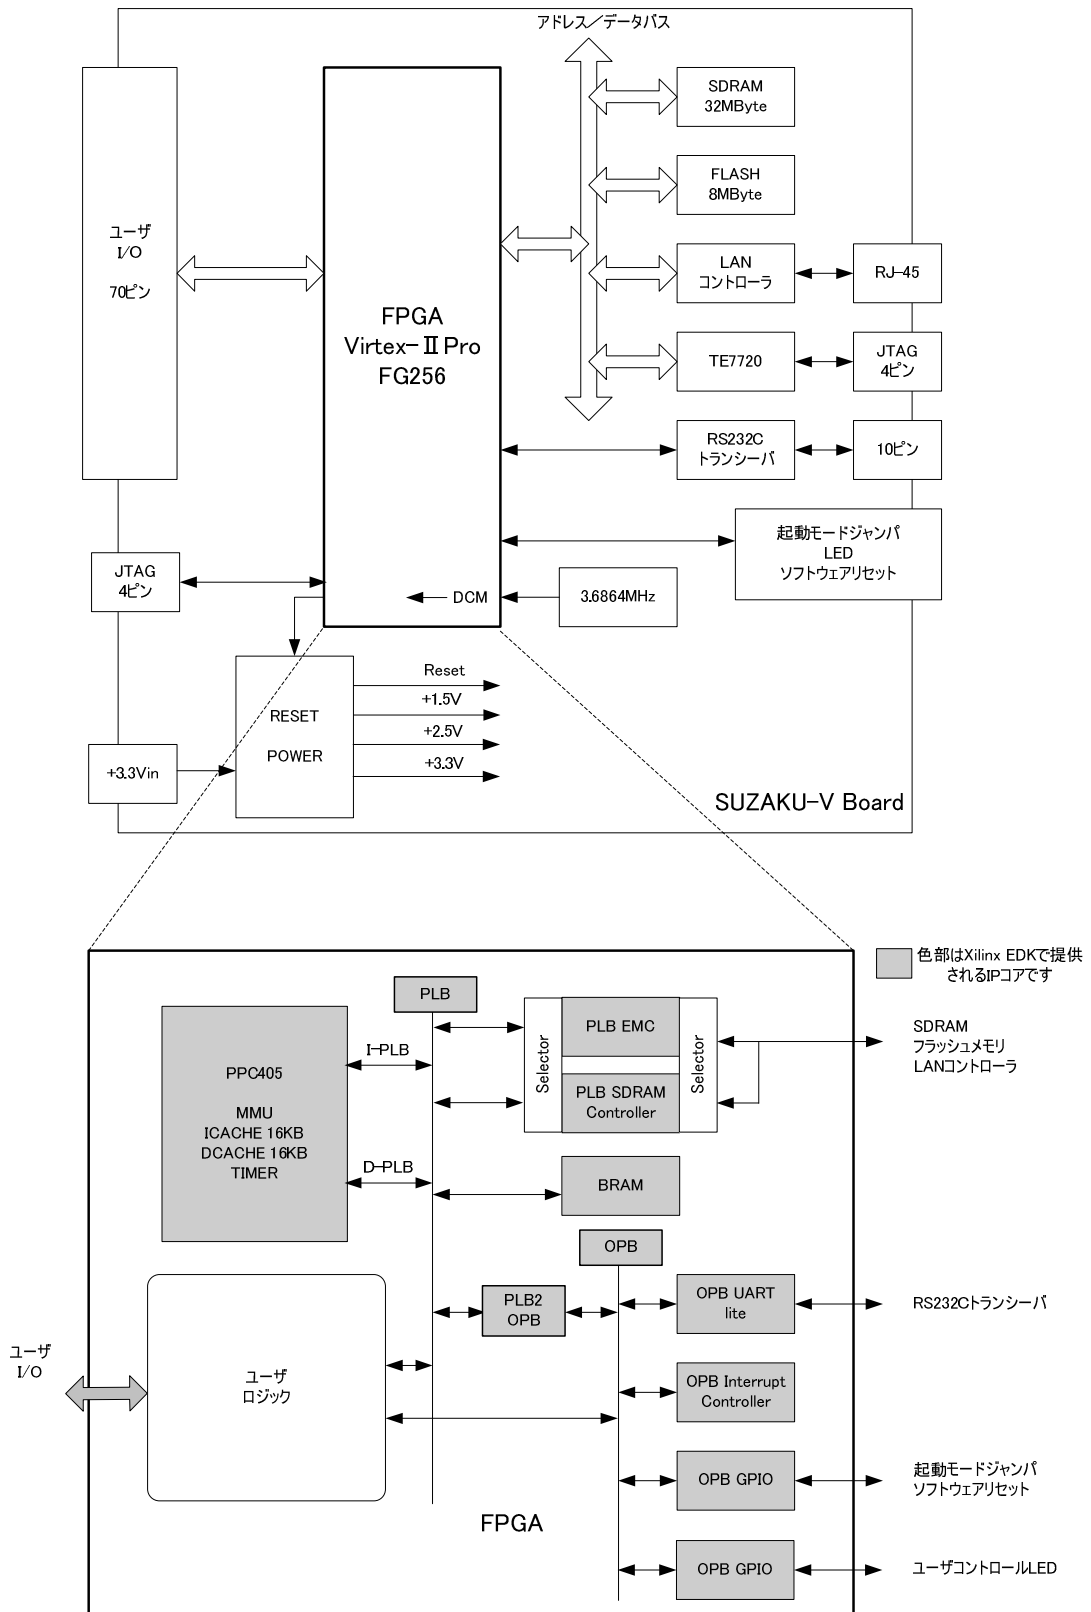 アドレス／データバス
ユーザ
I/O
70ピン
FPGA
Virtex-Ⅱ Pro
FG256
SDRAM
32MByte
FLASH
8MByte
LAN
コントローラ
RJ-45
TE7720
JTAG
4ピン
RS232C
トランシーバ
10ピン
起動モードジャンパ
LED
ソフトウェアリセット
JTAG
4ピン
DCM
3.6864MHz
RESET
POWER
Reset
+1.5V
+2.5V
+3.3V
+3.3Vin
SUZAKU-V Board
色部はXilinx EDKで提供
されるIPコアです
PLB
PPC405
MMU
ICACHE 16KB
DCACHE 16KB
TIMER
I-PLB
D-PLB
Selector
PLB EMC
PLB SDRAM
Controller
Selector
SDRAM
フラッシュメモリ
LANコントローラ
BRAM
OPB
PLB2
OPB
OPB UART
lite
RS232Cトランシーバ
ユーザ
I/O
ユーザ
ロジック
OPB Interrupt
Controller
OPB GPIO
起動モードジャンパ
ソフトウェアリセット
FPGA
OPB GPIO
ユーザコントロールLED